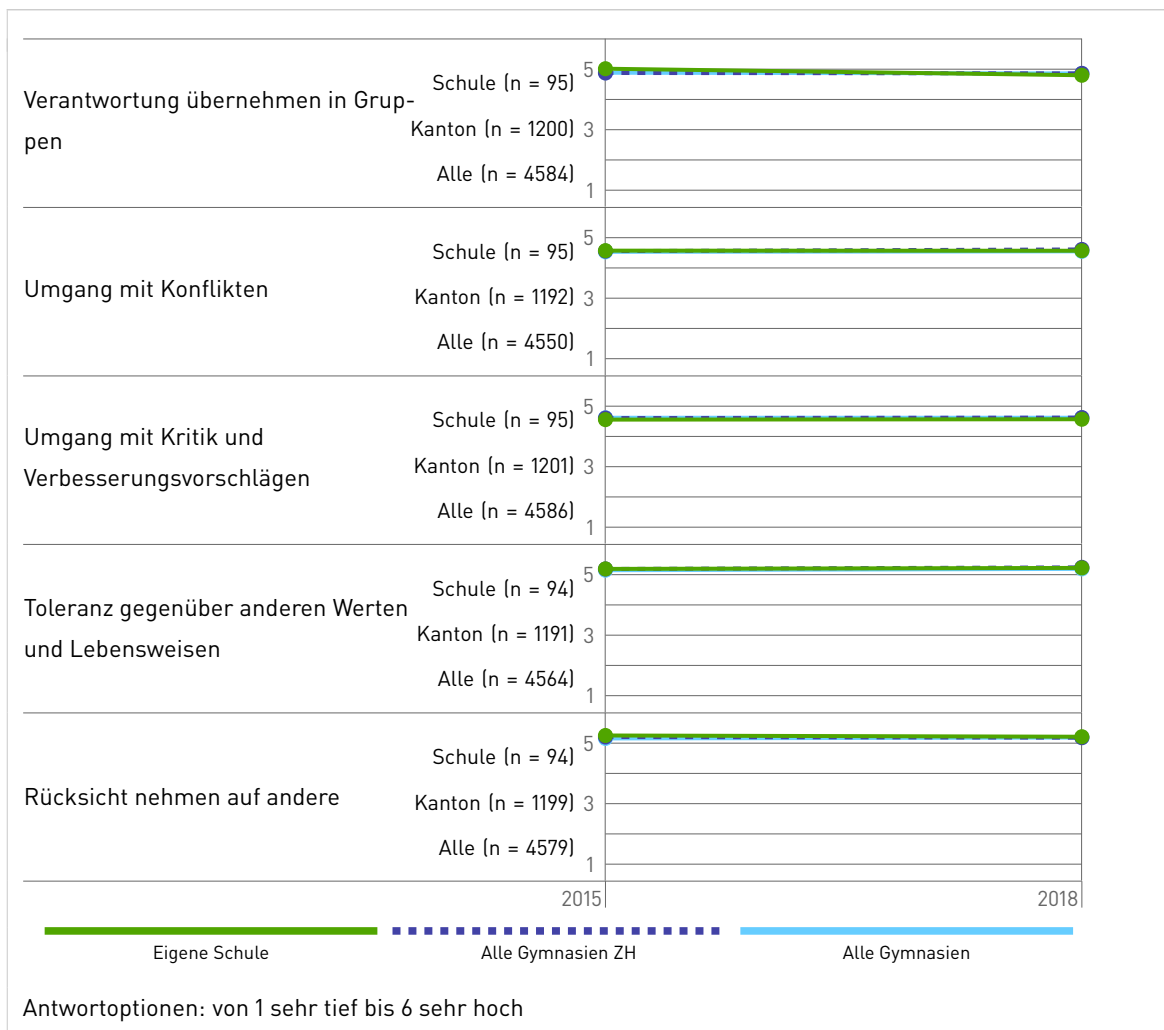 Verantwortung übernehmen in Grup-
pen
Schule (n = 95)
Kanton (n = 1200)
Alle (n = 4584)
5
3
1
Umgang mit Konflikten
Schule (n = 95)
Kanton (n = 1192)
Alle (n = 4550)
5
3
1
Umgang mit Kritik und
Verbesserungsvorschlägen
Schule (n = 95)
Kanton (n = 1201)
Alle (n = 4586)
5
3
1
Toleranz gegenüber anderen Werten
und Lebensweisen
Schule (n = 94)
Kanton (n = 1191)
Alle (n = 4564)
5
3
1
Rücksicht nehmen auf andere
Schule (n = 94)
Kanton (n = 1199)
Alle (n = 4579)
5
3
1
2015 2018
Eigene Schule Alle Gymnasien ZH Alle Gymnasien
Antwortoptionen: von 1 sehr tief bis 6 sehr hoch